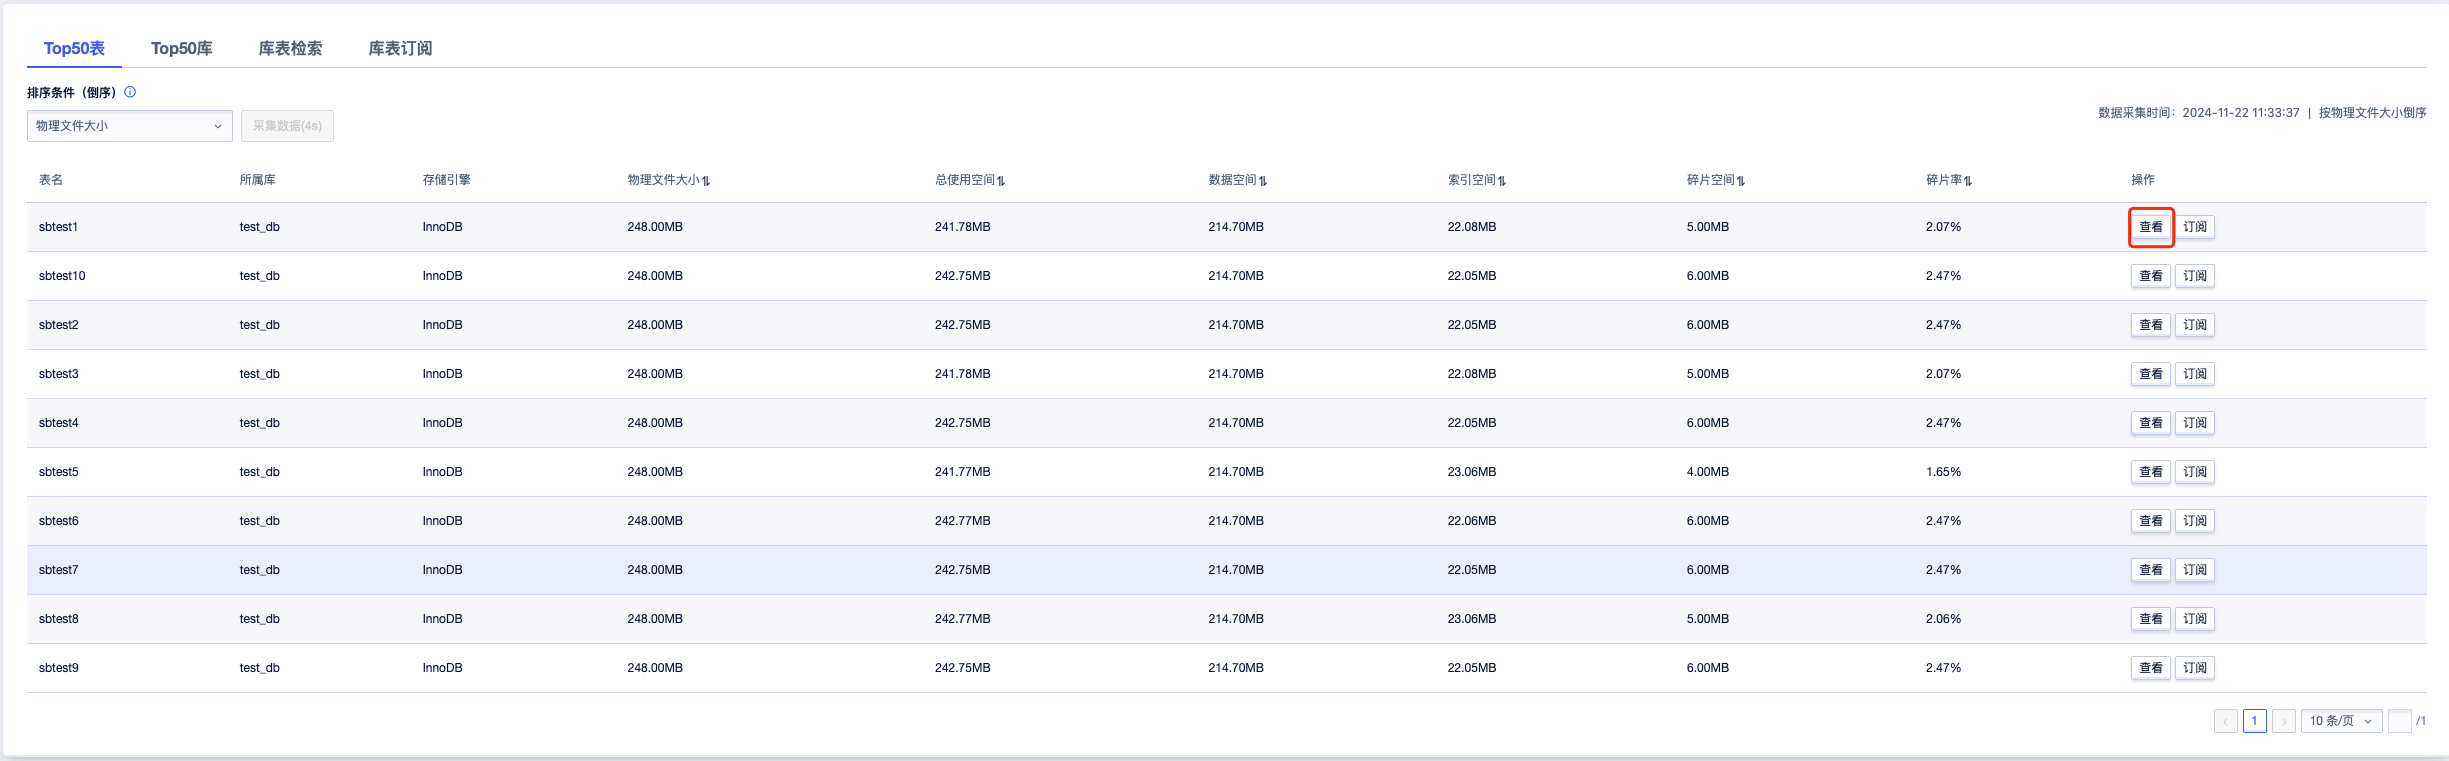 Top50表 Top50库 库表检索 库表订阅
排序条件（倒序）
物理文件大小 采集数据(4s) 数据采集时间：2024-11-22 11:33:37 | 按物理文件大小倒序
表名 所属库 存储引擎 物理文件大小 总使用空间 数据空间 索引空间 碎片空间 碎片率 操作
sbtest1 test_db InnoDB 248.00MB 241.78MB 214.70MB 22.08MB 5.00MB 2.07% 查看 订阅
sbtest10 test_db InnoDB 248.00MB 242.75MB 214.70MB 22.05MB 6.00MB 2.47% 查看 订阅
sbtest2 test_db InnoDB 248.00MB 242.75MB 214.70MB 22.05MB 6.00MB 2.47% 查看 订阅
sbtest3 test_db InnoDB 248.00MB 241.78MB 214.70MB 22.08MB 5.00MB 2.07% 查看 订阅
sbtest4 test_db InnoDB 248.00MB 242.75MB 214.70MB 22.05MB 6.00MB 2.47% 查看 订阅
sbtest5 test_db InnoDB 248.00MB 241.77MB 214.70MB 23.06MB 4.00MB 1.65% 查看 订阅
sbtest6 test_db InnoDB 248.00MB 242.77MB 214.70MB 22.06MB 6.00MB 2.47% 查看 订阅
sbtest7 test_db InnoDB 248.00MB 242.75MB 214.70MB 22.05MB 6.00MB 2.47% 查看 订阅
sbtest8 test_db InnoDB 248.00MB 242.77MB 214.70MB 23.06MB 5.00MB 2.06% 查看 订阅
sbtest9 test_db InnoDB 248.00MB 242.75MB 214.70MB 22.05MB 6.00MB 2.47% 查看 订阅
1 10 条/页 /1